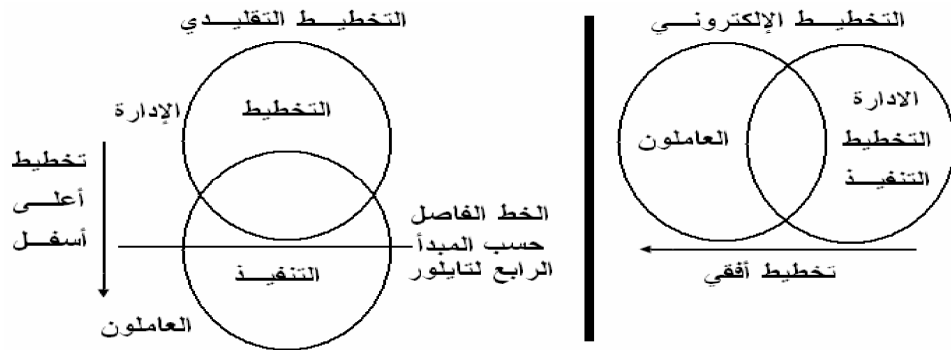 التخطيط الإلكتروني
الادارة
التخطيط
التنفيذ
العاملون
تخطيط أفقي
التخطيط التقليدي
التخطيط
الإدارة
تخطيط
أعلى
أسفل
الخط الفاصل
حسب المبدأ
الرابع لتايلور
التنفيذ
العاملون